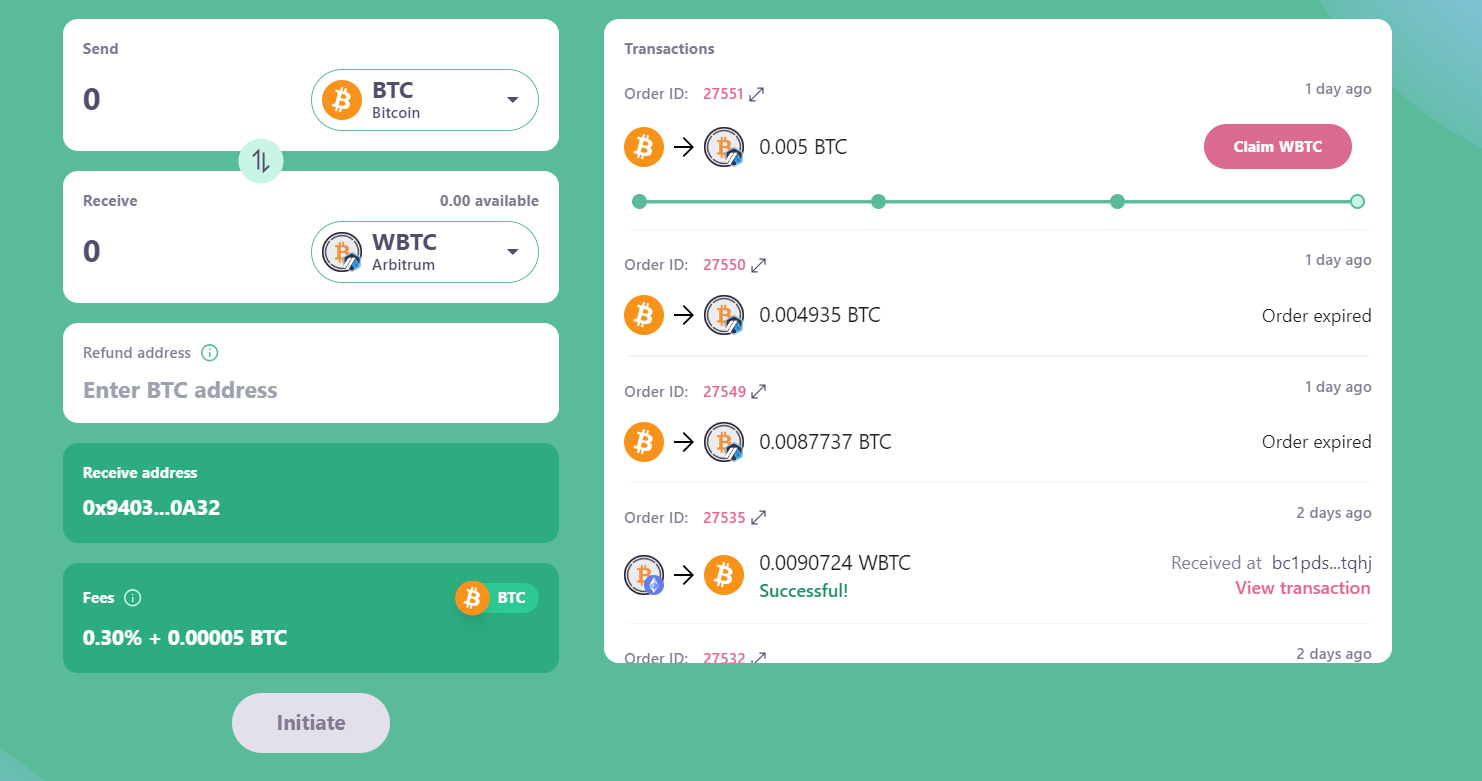 Send
0
BTC
Bitcoin
Receive
0.00 available
0
WBTC
Arbitrum
Refund address
Enter BTC address
Receive address
0x9403...0A32
Fees
BTC
0.30% + 0.00005 BTC
Initiate
Transactions
Order ID: 27551
1 day ago
0.005 BTC
Claim WBTC
Order ID: 27550
1 day ago
0.004935 BTC
Order expired
Order ID: 27549
1 day ago
0.0087737 BTC
Order expired
Order ID: 27535
2 days ago
0.0090724 WBTC
Successful!
Received at bc1pds...tqhj
View transaction
Order ID: 27532
2 days ago